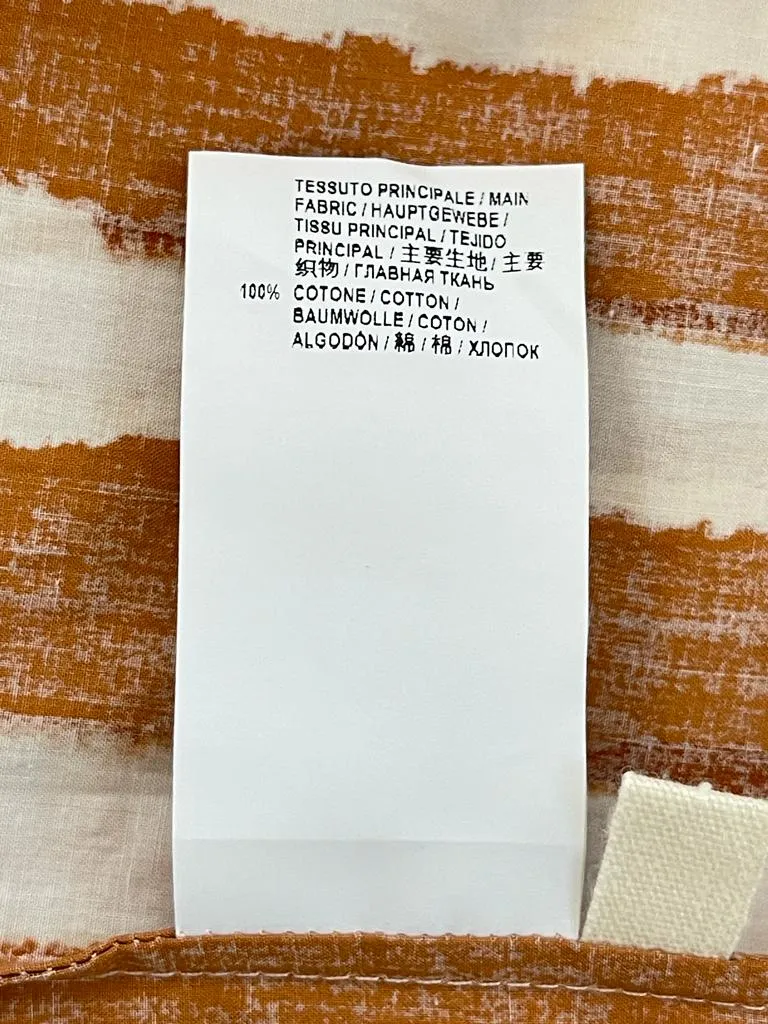 TESSUTO PRINCIPALE / MAIN
FABRIC / HAUPTGEWEBE /
TISSU PRINCIPAL / TEJIDO
PRINCIPAL / 主要生地 / 主要
织物 / ГЛАВНАЯ ТКАНЬ
100% COTONE / COTTON /
BAUMWOLLE / COTON /
ALGODÓN / 綿 / 棉 / ХЛОПОК